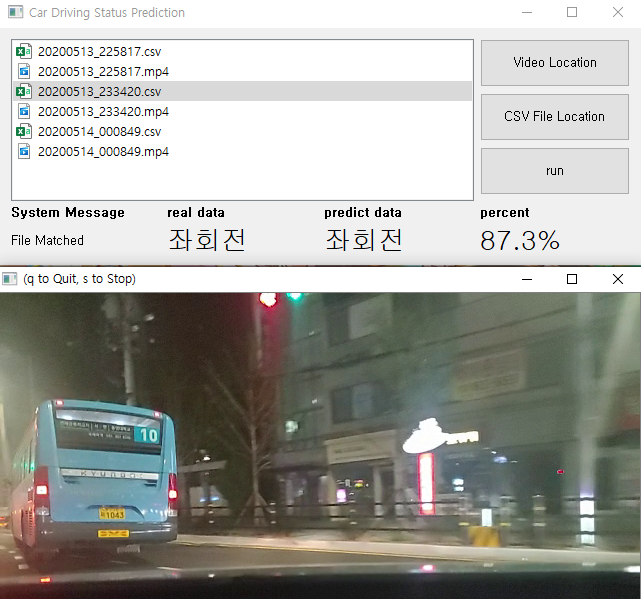 Car Driving Status Prediction
20200513_225817.csv
20200513_225817.mp4
20200513_233420.csv
20200513_233420.mp4
20200514_000849.csv
20200514_000849.mp4
Video Location
CSV File Location
run
System Message
real data
predict data
percent
File Matched
좌회전
좌회전
87.3%
(q to Quit, s to Stop)
10
1043